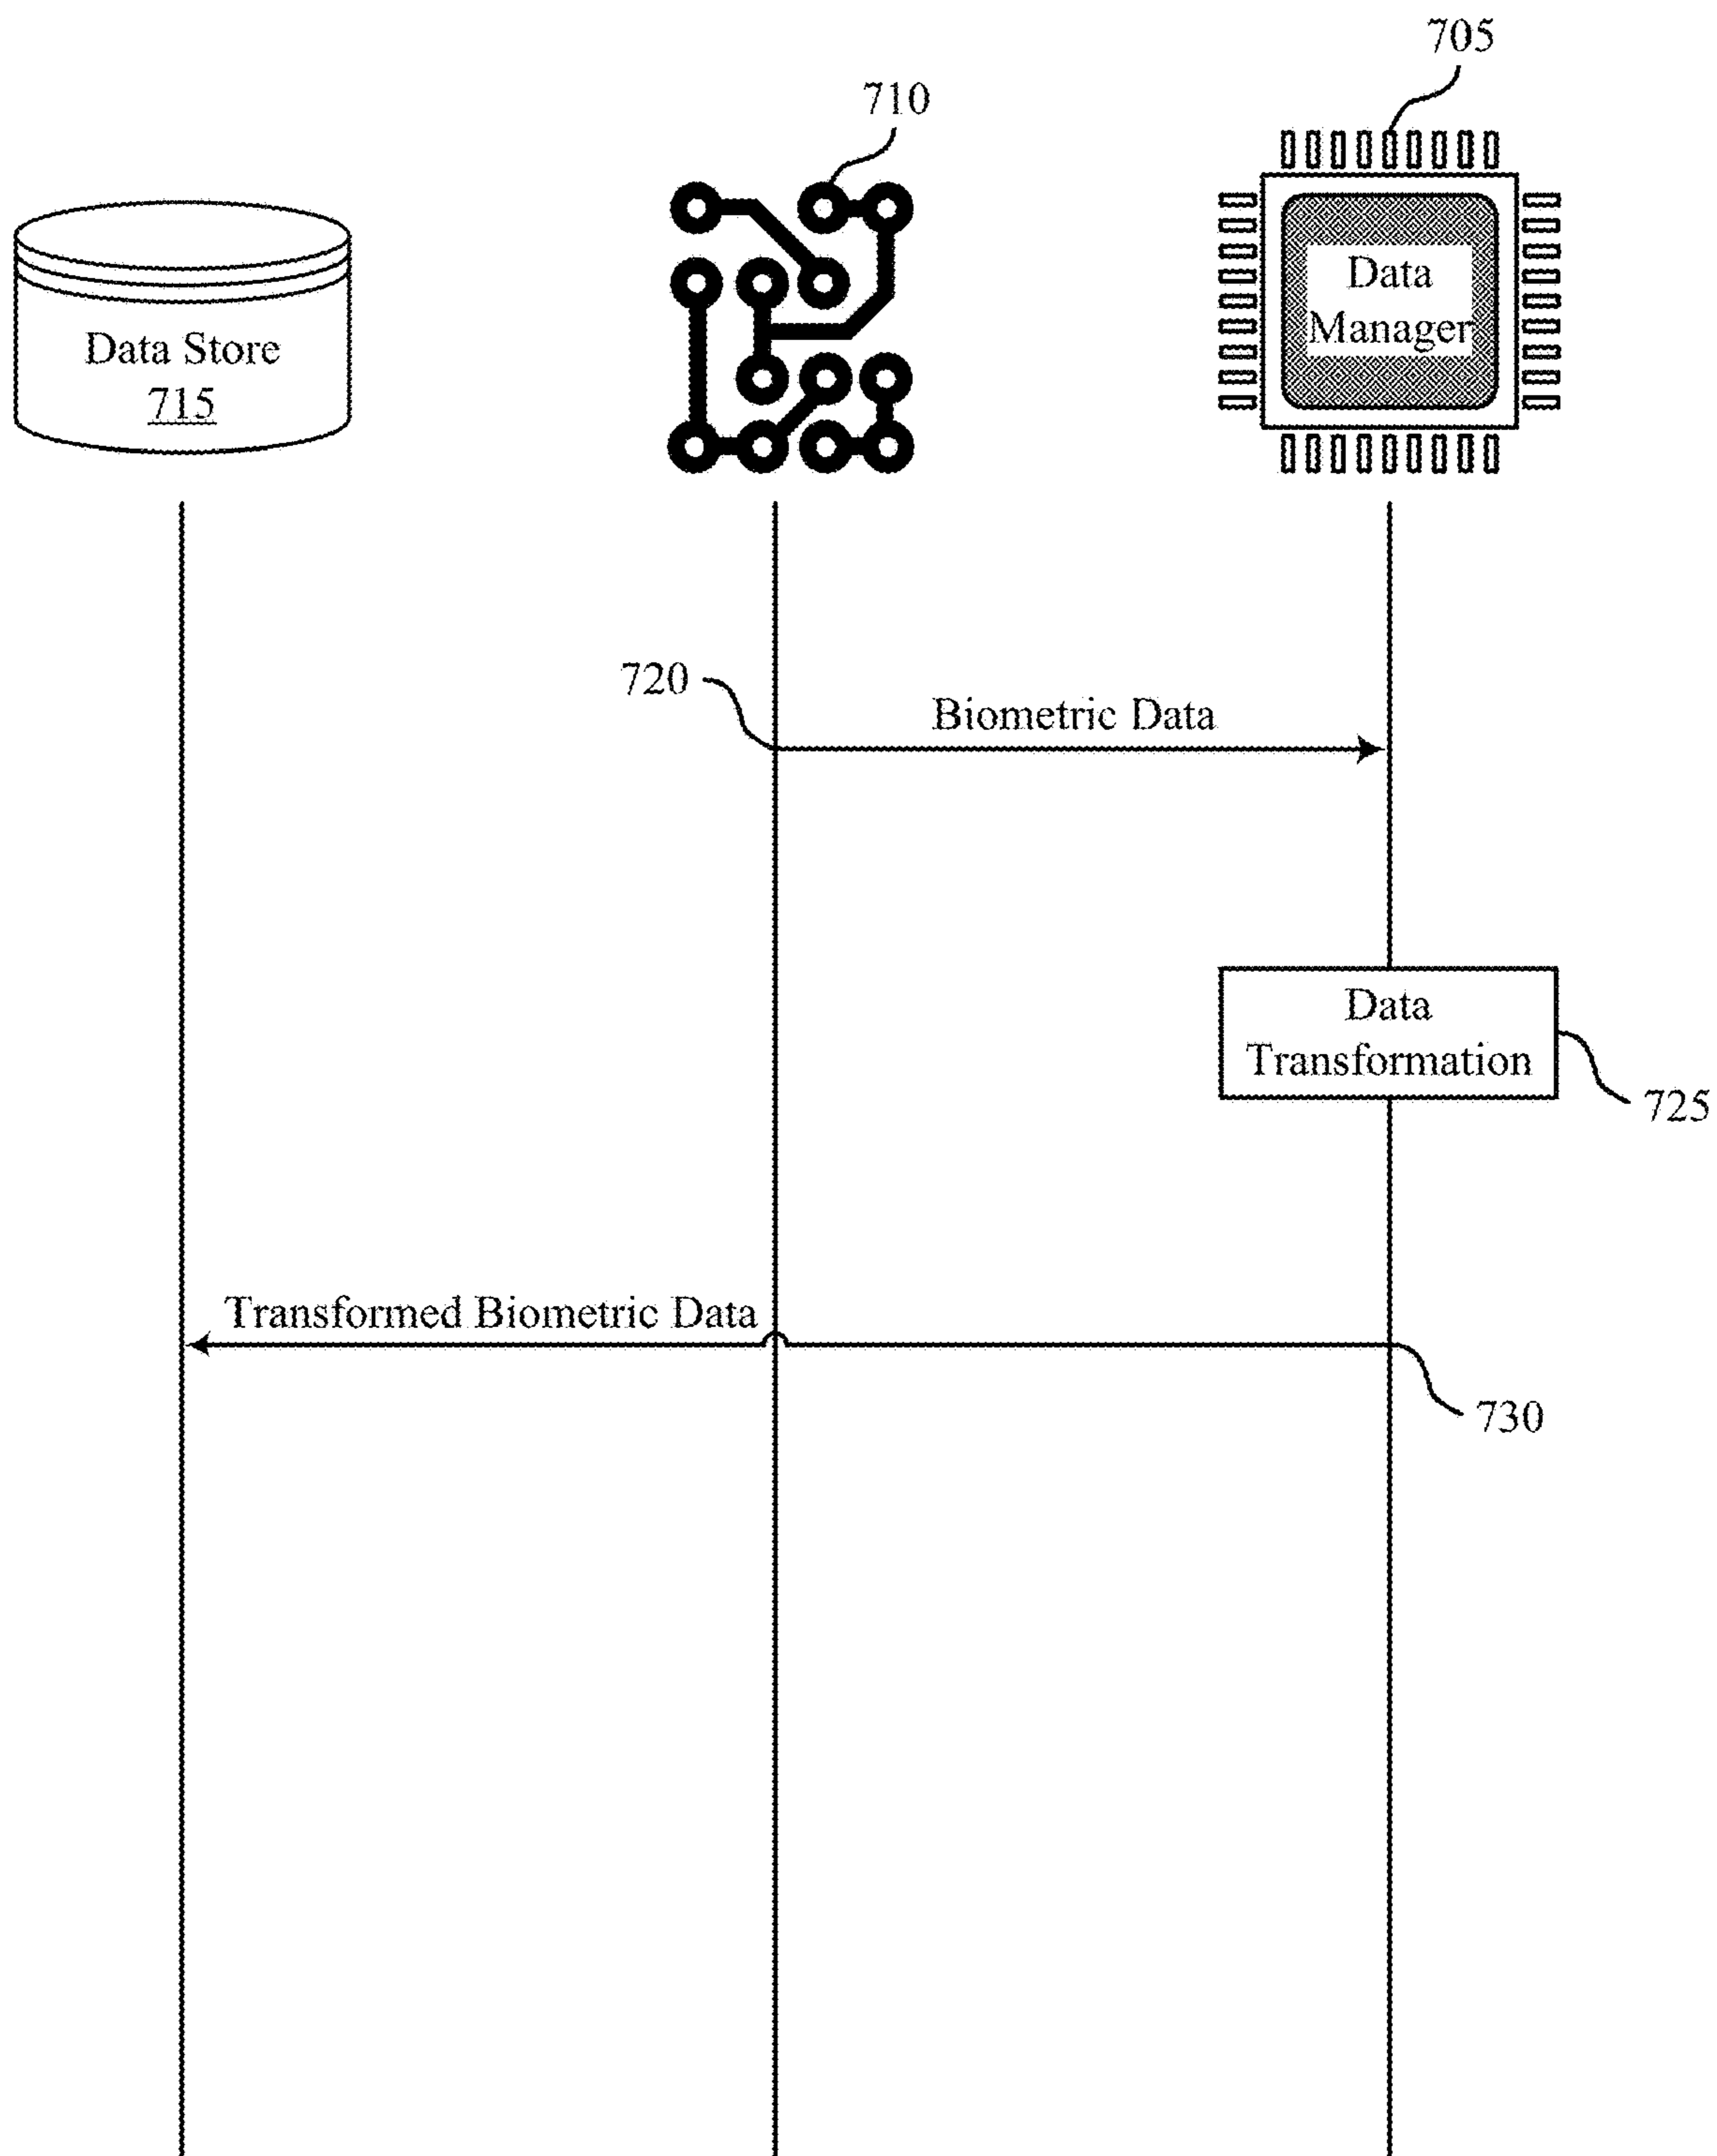 705
710
Data
Manager
Data Store
715
720
Biometric Data
Data
Transformation
725
Transformed Biometric Data
730